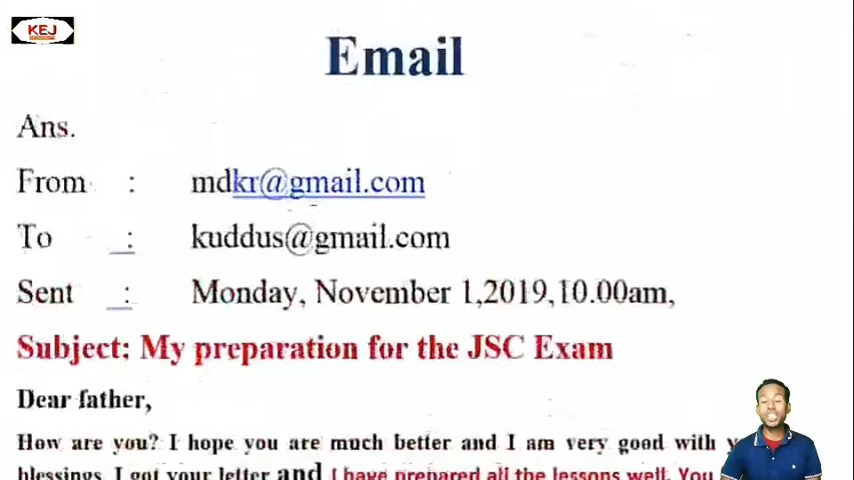 KEJ
Email
Ans.
From : mdkr@gmail.com
To : kuddus@gmail.com
Sent : Monday, November 1,2019,10.00am,
Subject: My preparation for the JSC Exam
Dear father,
How are you? I hope you are much better and I am very good with
blessings. I got your letter and I have prepared all the lessons well. You